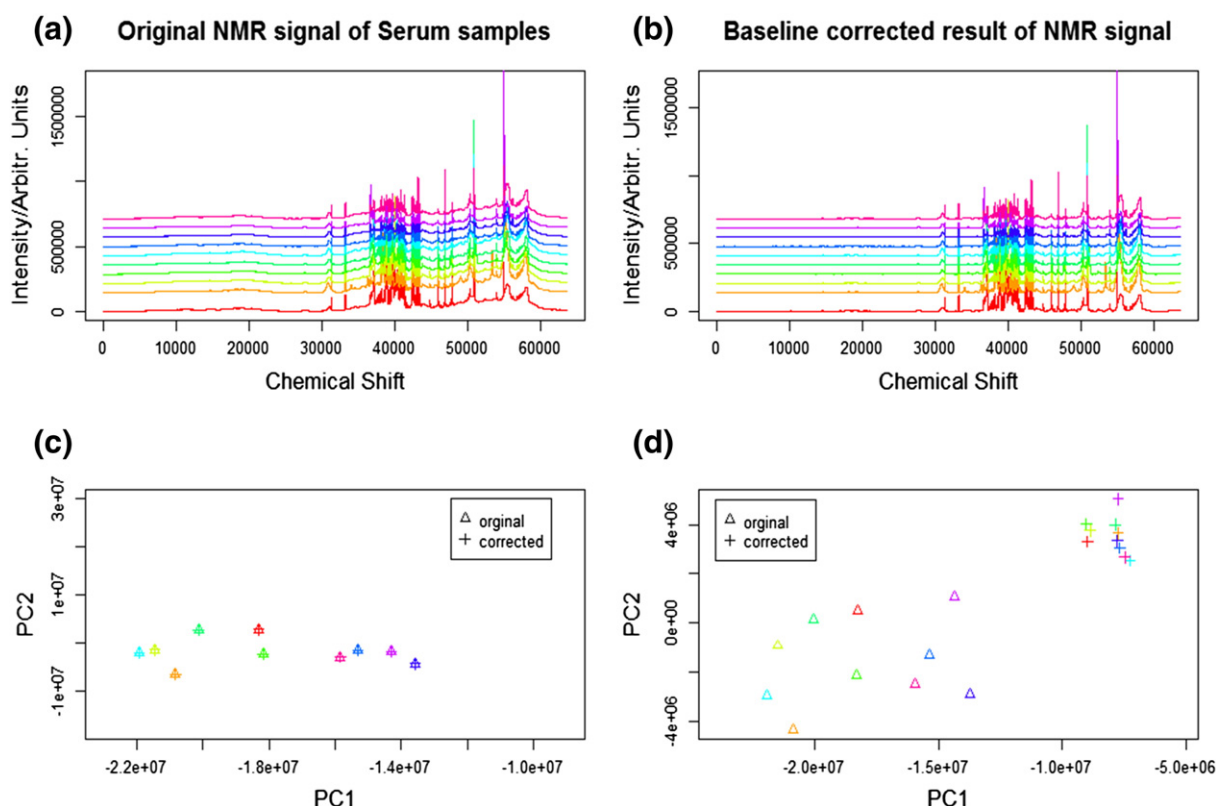 (a) Original NMR signal of Serum samples
Intensity/Arbitr. Units
0 500000 1500000
0 10000 20000 30000 40000 50000 60000
Chemical Shift
(b) Baseline corrected result of NMR signal
Intensity/Arbitr. Units
0 500000 1500000
0 10000 20000 30000 40000 50000 60000
Chemical Shift
(c)
PC2
-1e+07 1e+07 3e+07
orginal
corrected
-2.2e+07 -1.8e+07 -1.4e+07 -1.0e+07
PC1
(d)
PC2
-4e+06 0e+00 4e+06
orginal
corrected
-2.0e+07 -1.5e+07 -1.0e+07 -5.0e+06
PC1